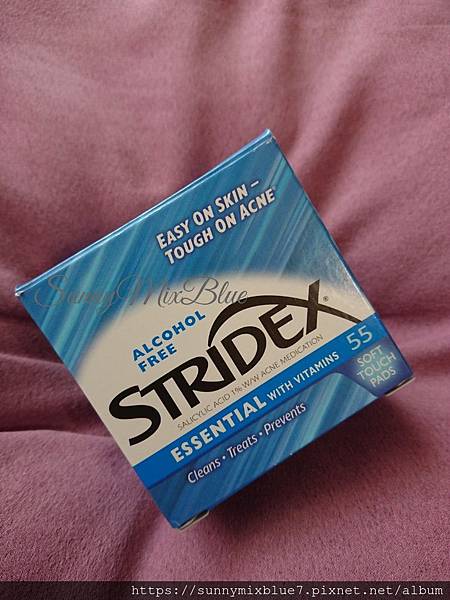 EASY ON SKIN –
TOUGH ON ACNE
SunnyMixBlue
ALCOHOL
FREE
STRIDEX®
SALICYLIC ACID 1% W/W ACNE MEDICATION
ESSENTIAL WITH VITAMINS
55
SOFT
TOUCH
PADS
Cleans • Treats • Prevents
https://sunnymixblue7.pixnet.net/album